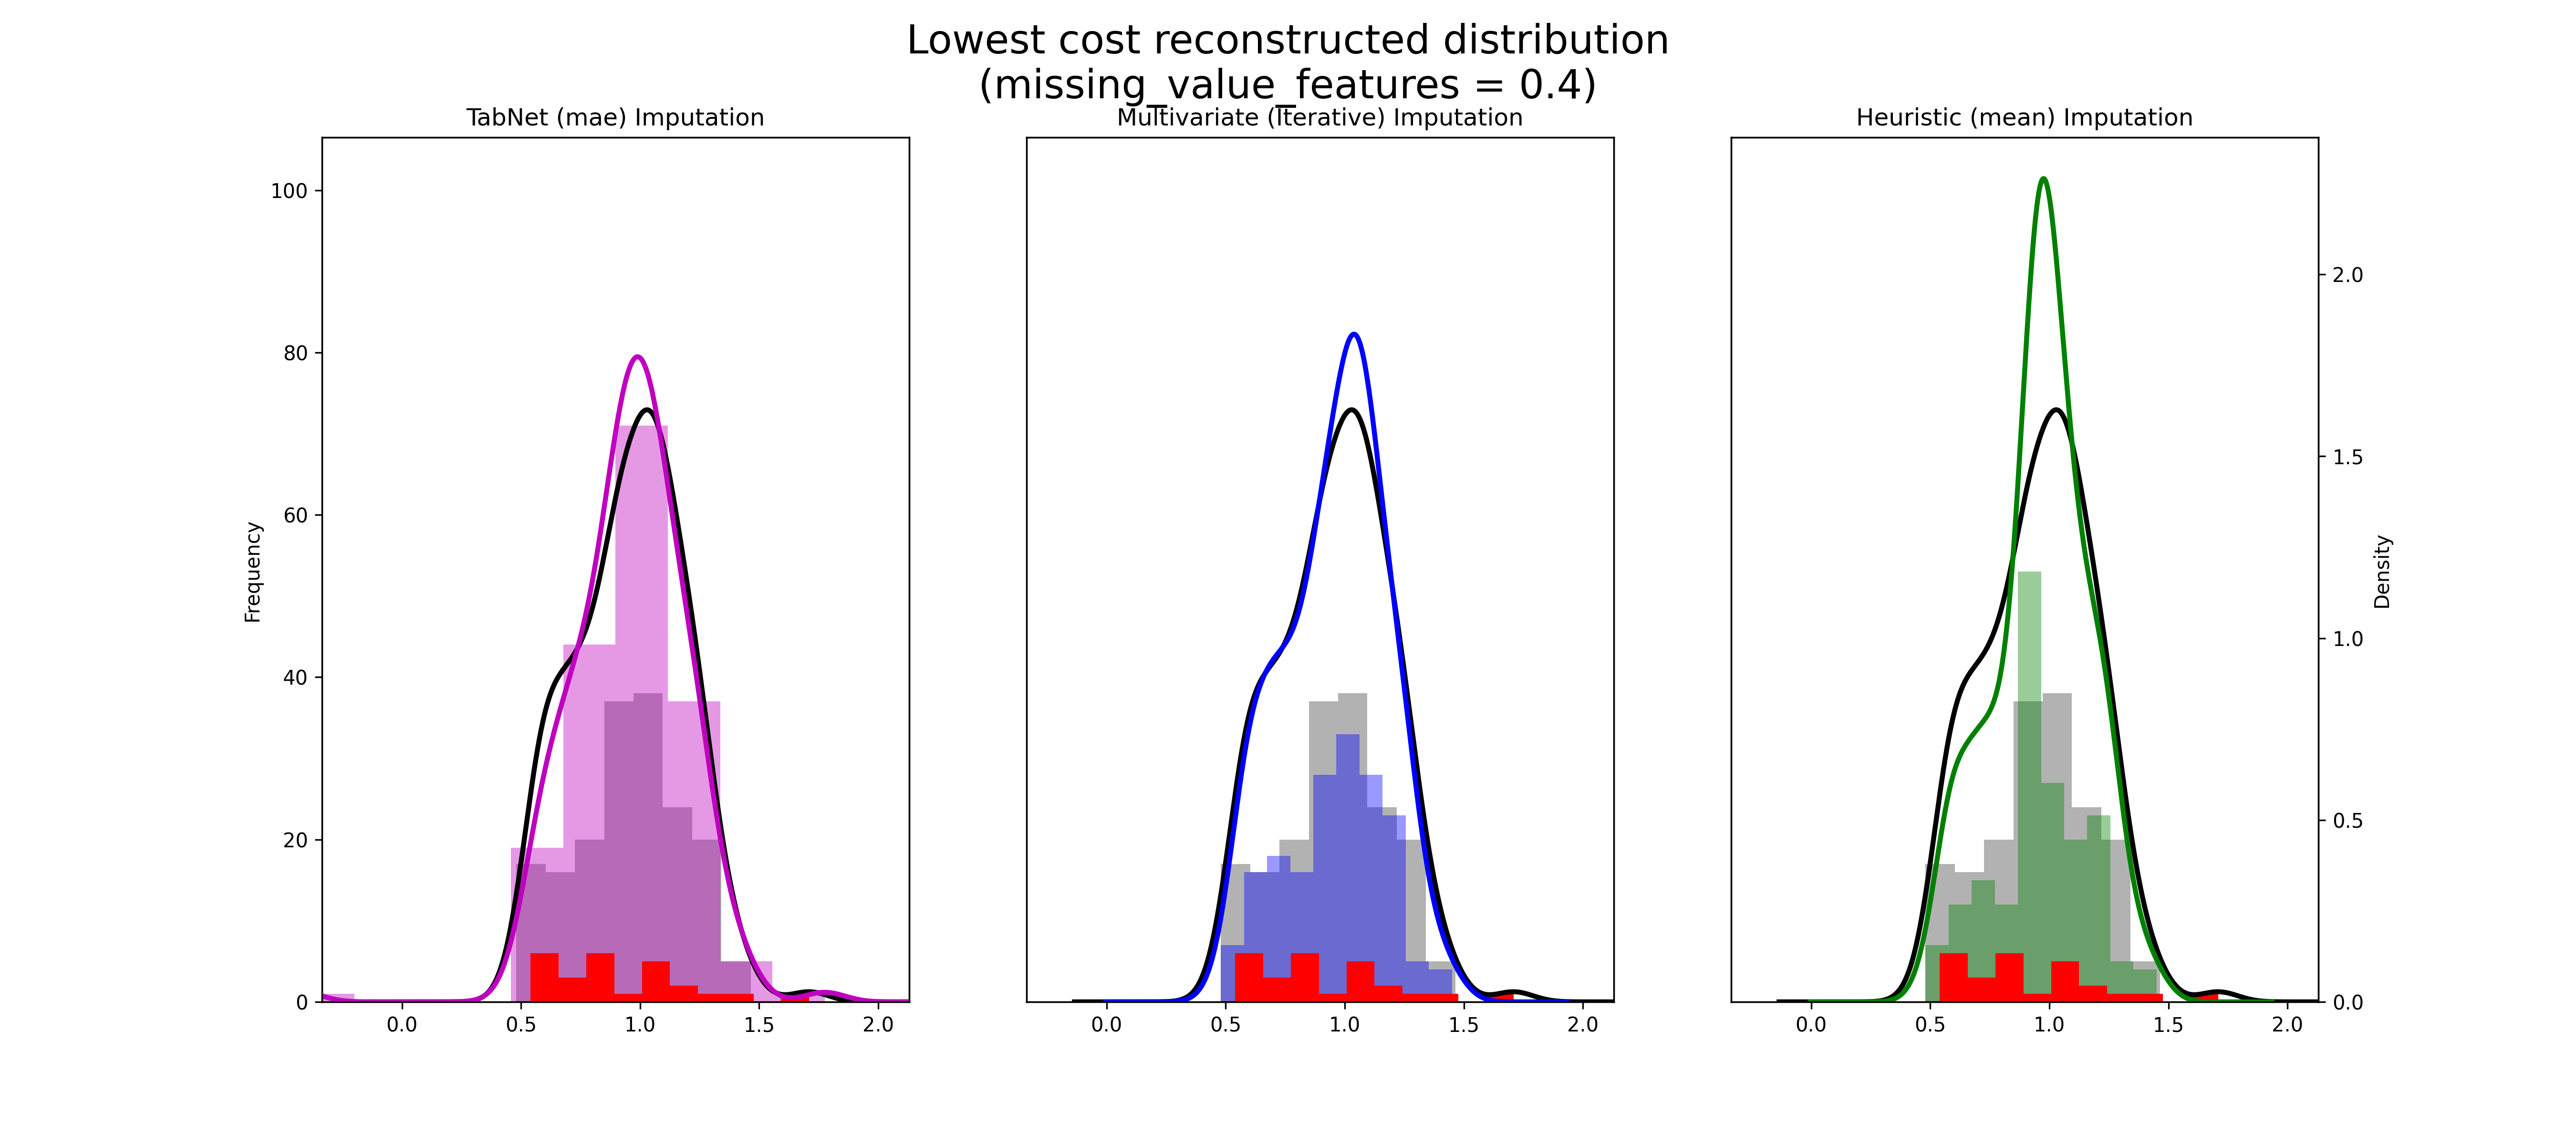 Lowest cost reconstructed distribution
(missing_value_features = 0.4)
TabNet (mae) Imputation
Multivariate (Iterative) Imputation
Heuristic (mean) Imputation
100
80
60
40
20
0
Frequency
0.0 0.5 1.0 1.5 2.0
0.0 0.5 1.0 1.5 2.0
0.0 0.5 1.0 1.5 2.0
2.0
1.5
1.0
0.5
0.0
Density